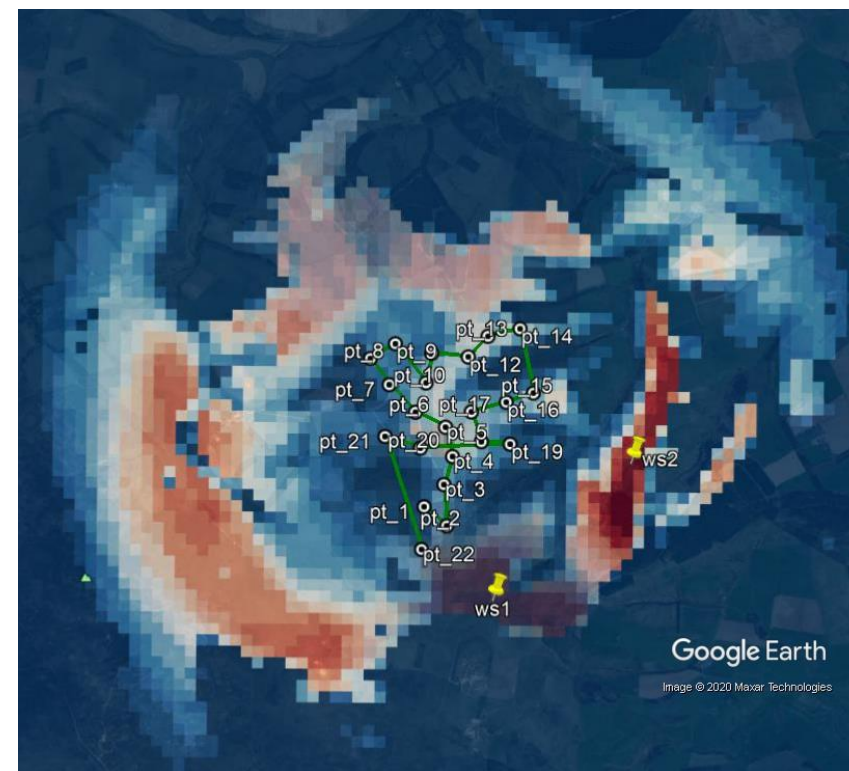 pt_13
pt_14
pt_8
pt_9
pt_12
pt_7
pt_10
pt_15
pt_6
pt_17
pt_16
pt_21
pt_20
pt_5
pt_19
pt_4
ws2
pt_3
pt_1
pt_2
pt_22
ws1
Google Earth
Image © 2020 Maxar Technologies